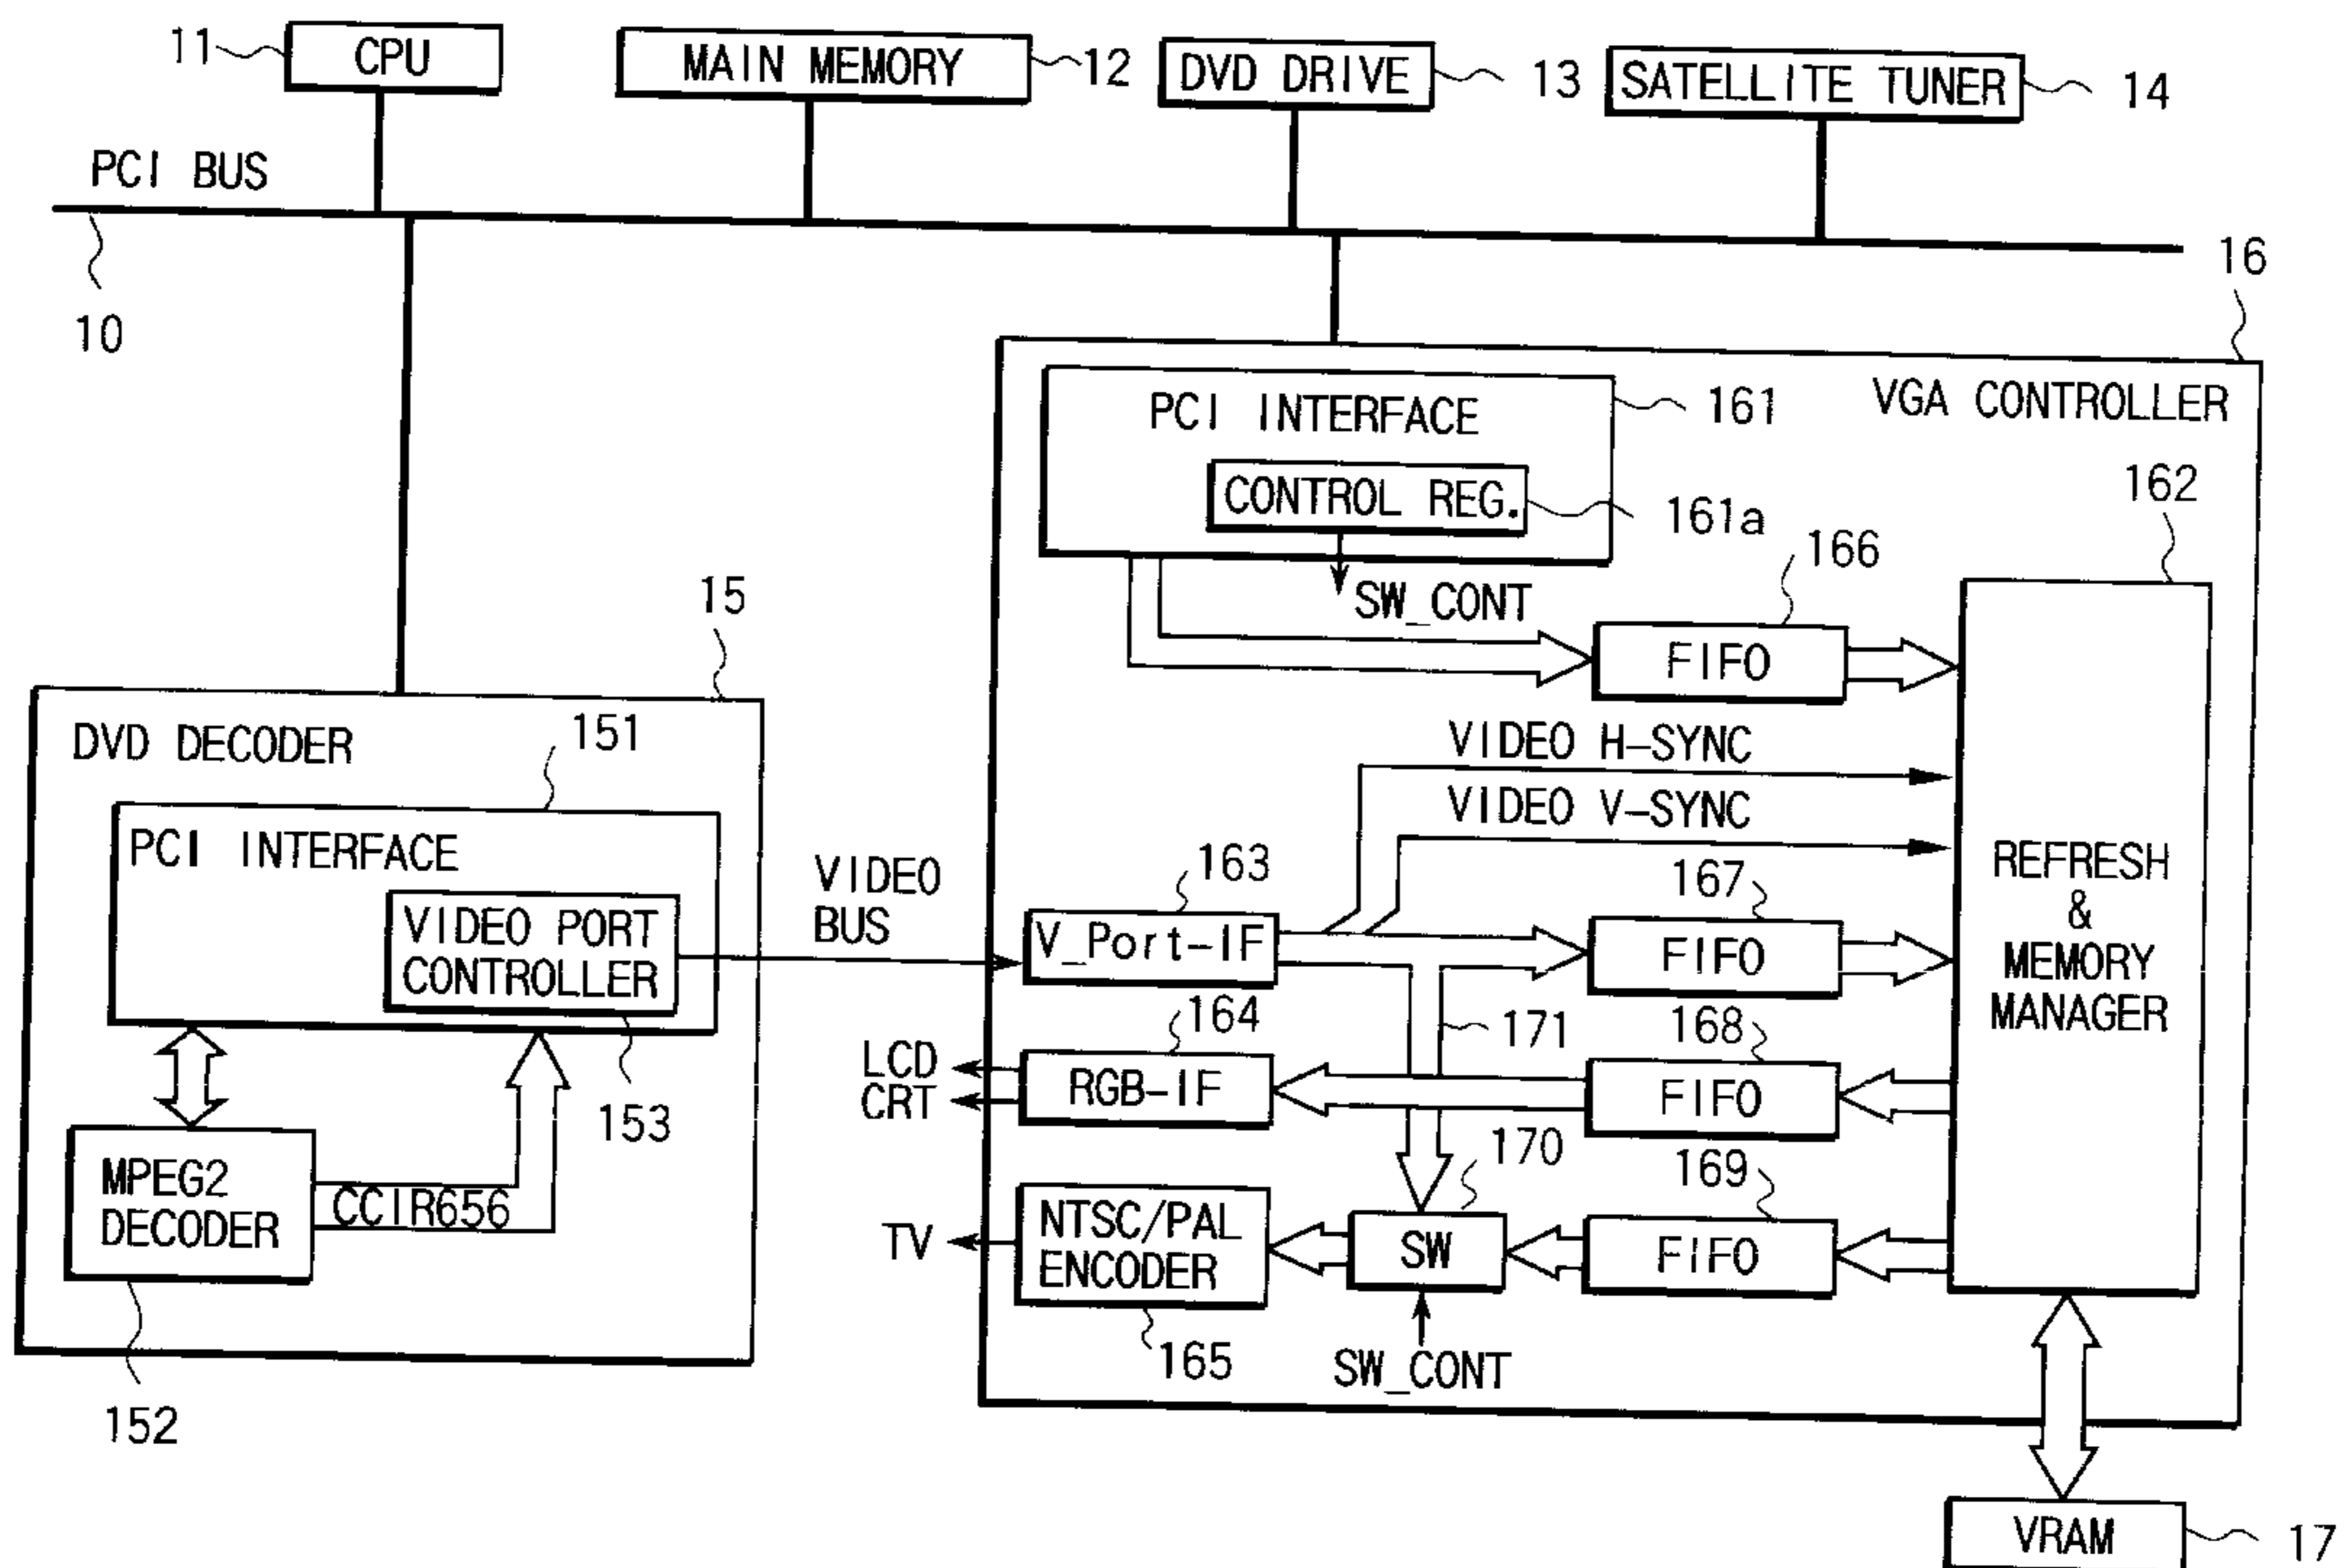 11
CPU
MAIN MEMORY
12
DVD DRIVE
13
SATELLITE TUNER
14
PCI BUS
10
16
VGA CONTROLLER
PCI INTERFACE
161
CONTROL REG.
161a
162
SW_CONT
166
FIFO
15
DVD DECODER
151
PCI INTERFACE
VIDEO PORT
CONTROLLER
153
MPEG2
DECODER
CCIR656
152
VIDEO
BUS
VIDEO H-SYNC
VIDEO V-SYNC
163
V_Port-IF
167
FIFO
REFRESH
&
MEMORY
MANAGER
164
171
168
LCD
CRT
RGB-IF
FIFO
170
169
TV
NTSC/PAL
ENCODER
SW
FIFO
165
SW_CONT
VRAM
17